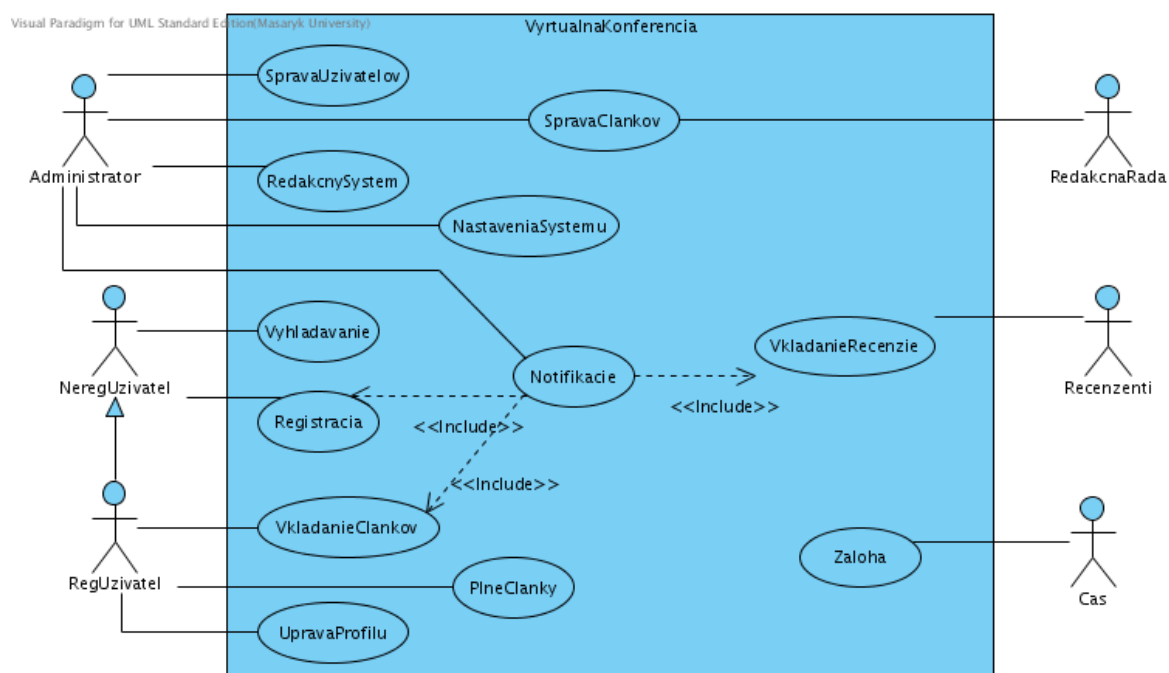 Visual Paradigm for UML Standard Edition(Masaryk University)
VyrtualnaKonferencia
SpravaUzivatelov
SpravaClankov
Administrator
RedakcnySystem
RedakcnaRada
NastaveniaSystemu
Vyhladavanie
VkladanieRecenzie
Notifikacie
NeregUzivatel
Recenzenti
<<Include>>
Registracia
<<Include>>
<<Include>>
VkladanieClankov
Zaloha
RegUzivatel
PlneClanky
Cas
UpravaProfilu